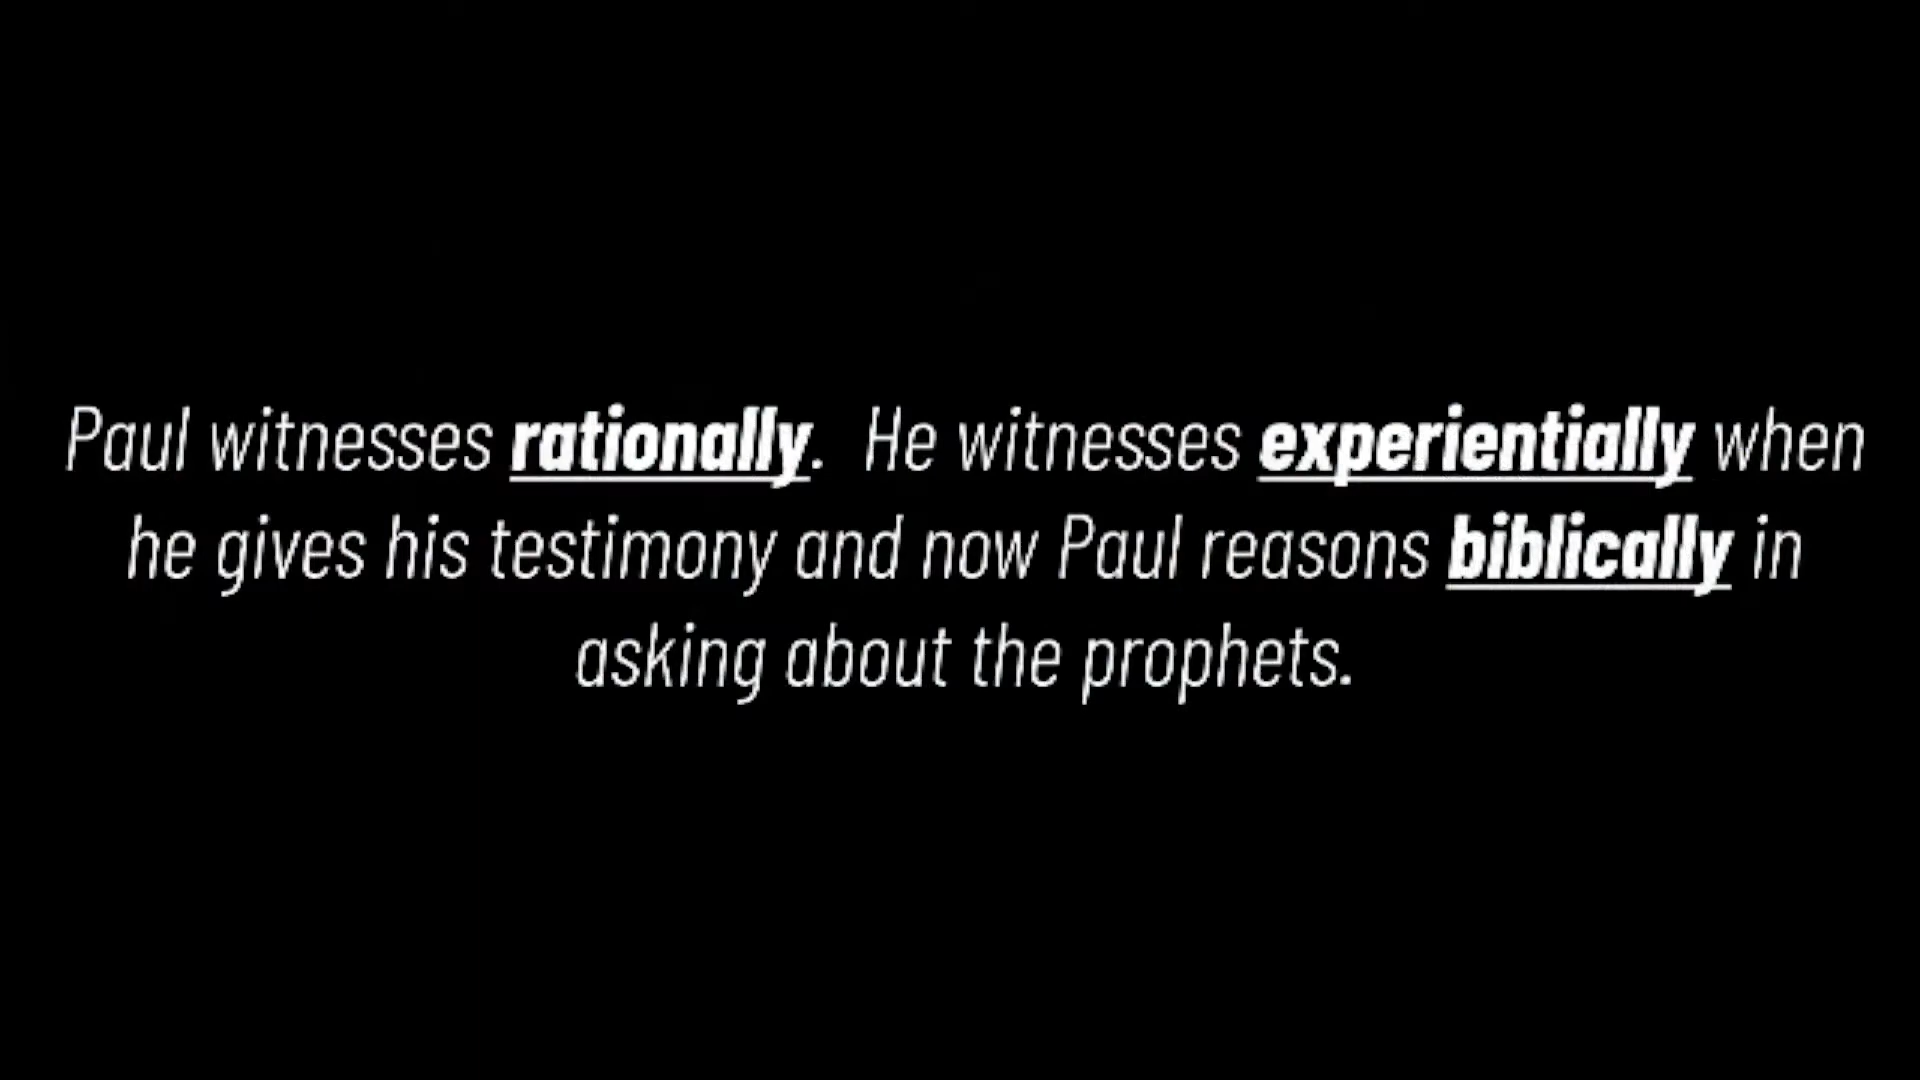 Paul witnesses rationally.  He witnesses experientially when
he gives his testimony and now Paul reasons biblically in
asking about the prophets.